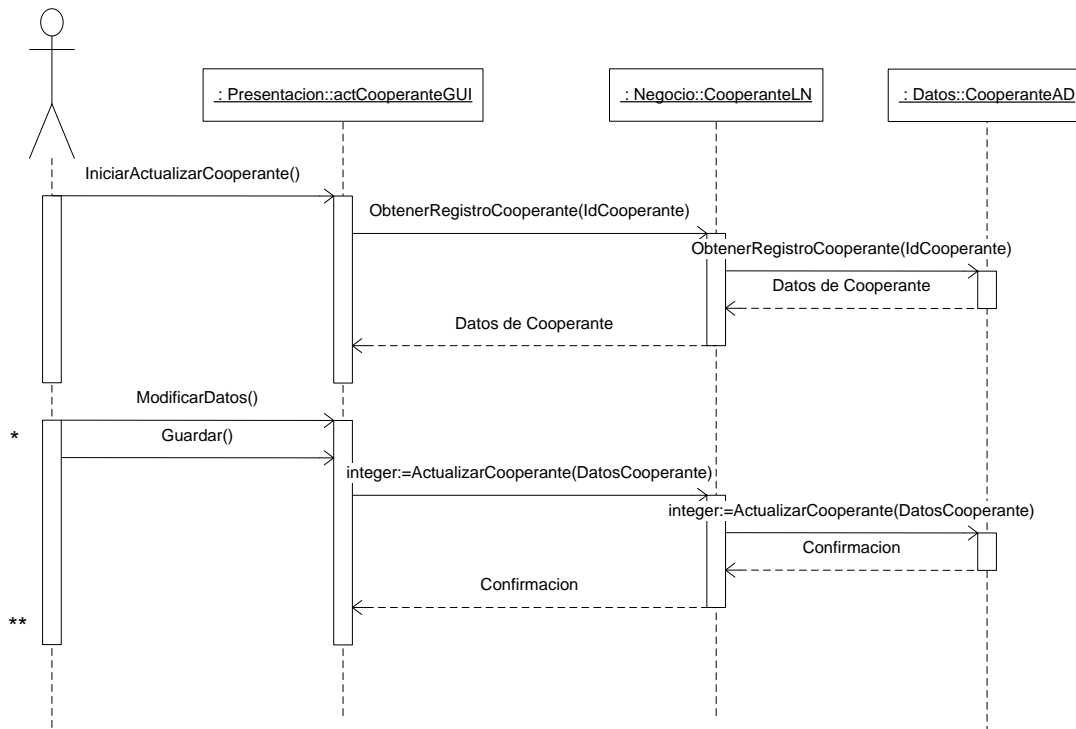 : Presentacion::actCooperanteGUI
: Negocio::CooperanteLN
: Datos::CooperanteAD
IniciarActualizarCooperante()
ObtenerRegistroCooperante(IdCooperante)
ObtenerRegistroCooperante(IdCooperante)
Datos de Cooperante
Datos de Cooperante
ModificarDatos()
*
Guardar()
integer:=ActualizarCooperante(DatosCooperante)
integer:=ActualizarCooperante(DatosCooperante)
Confirmacion
Confirmacion
**